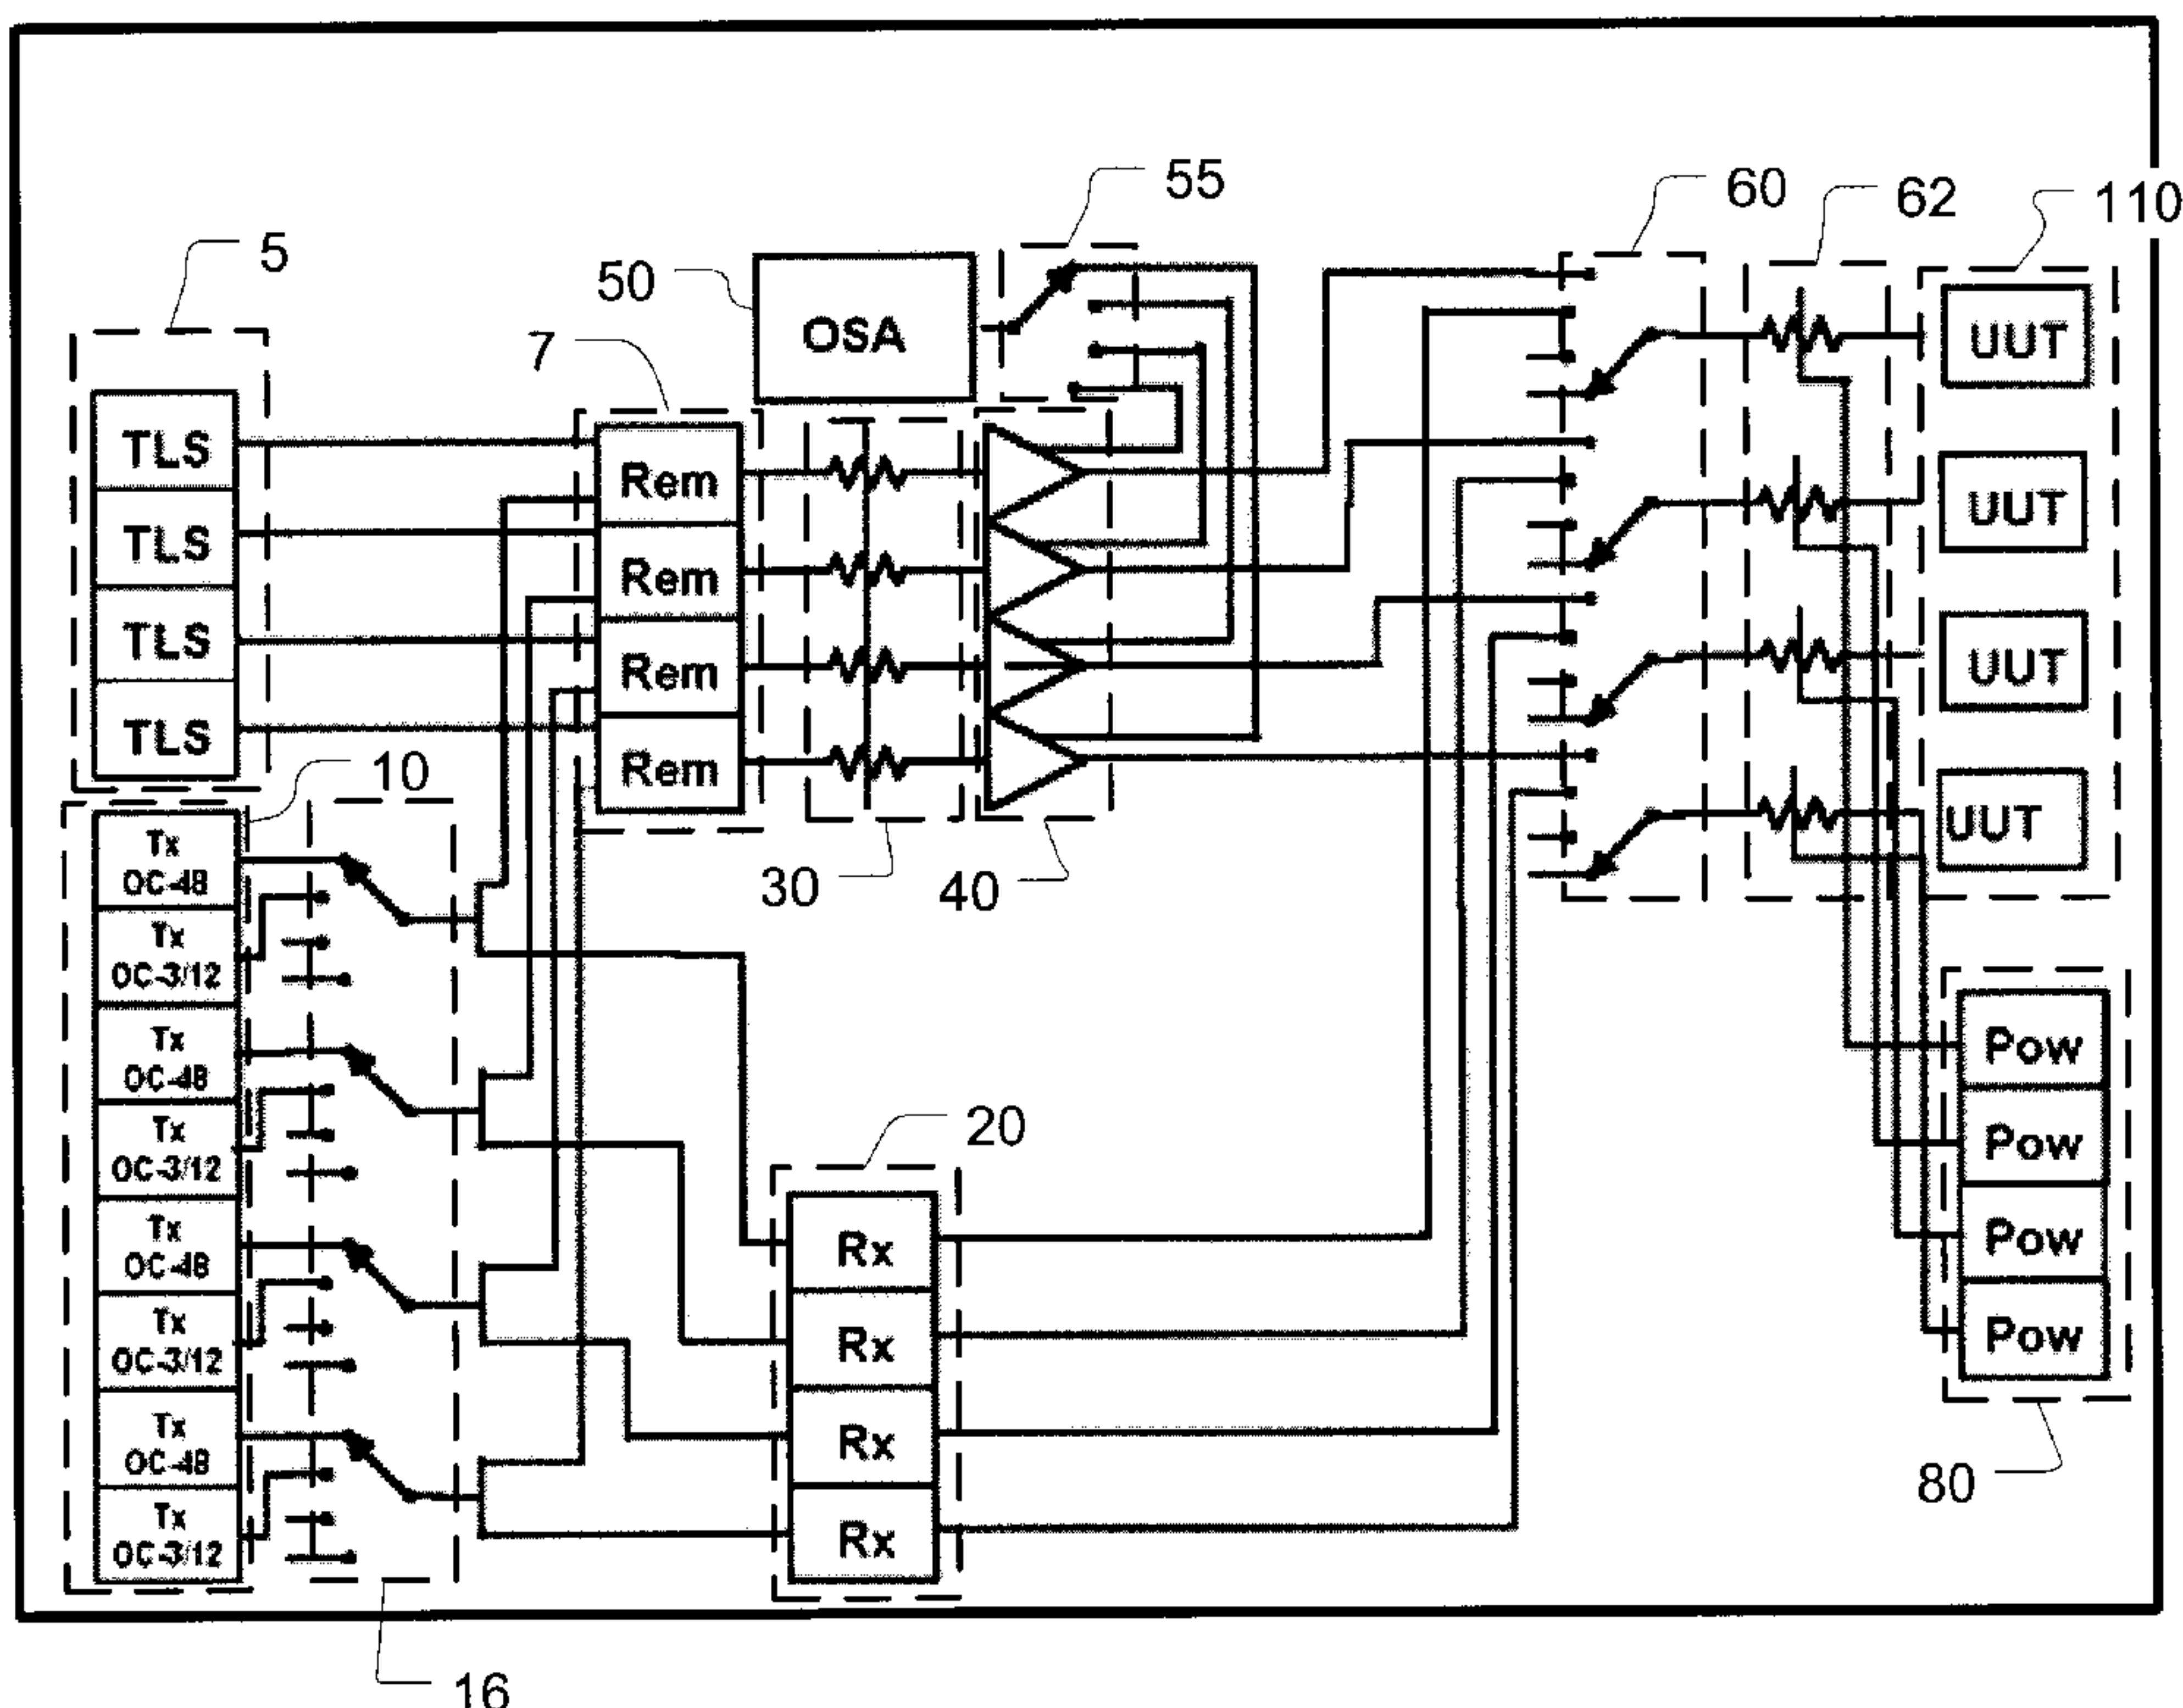 55
60
62
110
5
50
OSA
7
UUT
UUT
UUT
UUT
TLS
TLS
TLS
TLS
Rem
Rem
Rem
Rem
10
30
40
Tx
OC-48
Tx
OC-3/12
Tx
OC-48
Tx
OC-3/12
Tx
OC-48
Tx
OC-3/12
Tx
OC-48
Tx
OC-3/12
20
Rx
Rx
Rx
Rx
Pow
Pow
Pow
Pow
80
16